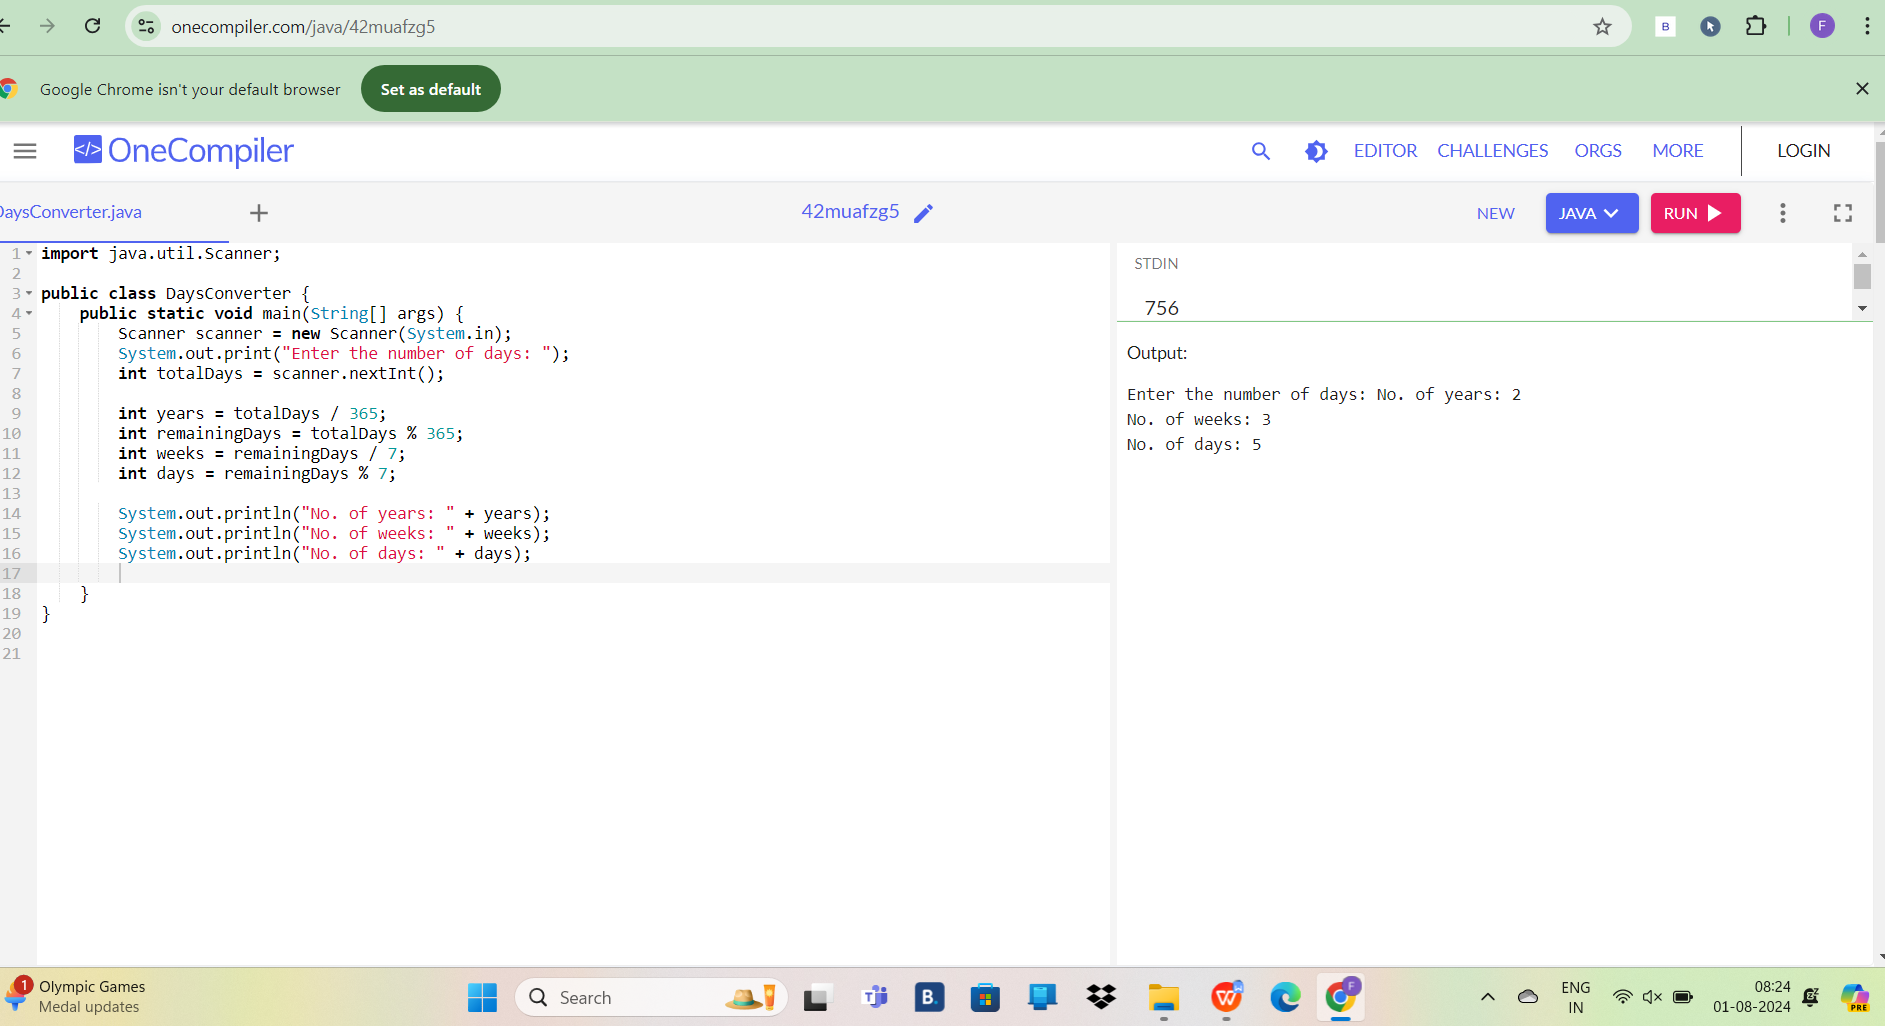 onecompiler.com/java/42muafzg5
B
F
Google Chrome isn't your default browser
Set as default
</> OneCompiler
EDITOR
CHALLENGES
ORGS
MORE
LOGIN
DaysConverter.java
42muafzg5
NEW
JAVA
RUN
1 import java.util.Scanner;
2
3 public class DaysConverter {
4 public static void main(String[] args) {
5 Scanner scanner = new Scanner(System.in);
6 System.out.print("Enter the number of days: ");
7 int totalDays = scanner.nextInt();
8
9 int years = totalDays / 365;
10 int remainingDays = totalDays % 365;
11 int weeks = remainingDays / 7;
12 int days = remainingDays % 7;
13
14 System.out.println("No. of years: " + years);
15 System.out.println("No. of weeks: " + weeks);
16 System.out.println("No. of days: " + days);
17
18 }
19 }
20
21
STDIN
756
Output:
Enter the number of days: No. of years: 2
No. of weeks: 3
No. of days: 5
1
Olympic Games
Medal updates
Search
B.
W
F
ENG
IN
08:24
01-08-2024
PRE